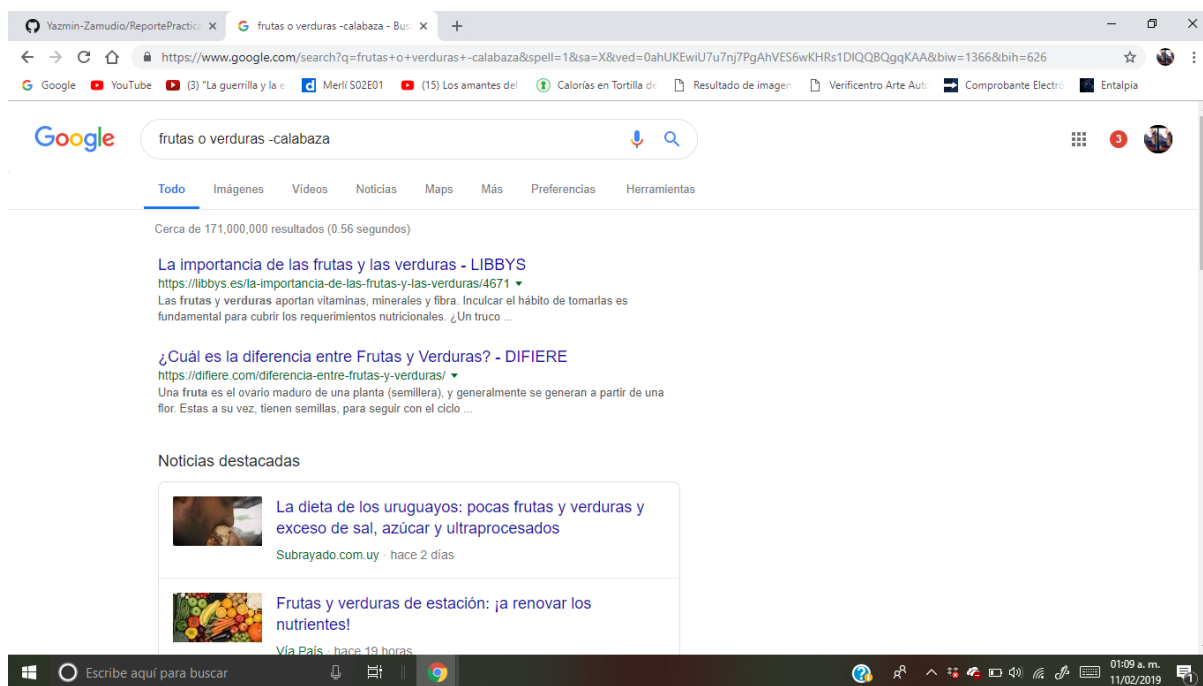 Yazmin-Zamudio/ReportePractica
frutas o verduras -calabaza - Bus
https://www.google.com/search?q=frutas+o+verduras+-calabaza&spell=1&sa=X&ved=0ahUKEwiU7u7nj7PgAhVES6wKHRs1DIQQBQgqKAA&biw=1366&bih=626
Google YouTube (3) "La guerrilla y la e Merlí S02E01 (15) Los amantes del Calorías en Tortilla de Resultado de imagen Verificentro Arte Auto Comprobante Electró Entalpia
Google frutas o verduras -calabaza 3
Todo Imágenes Vídeos Noticias Maps Más Preferencias Herramientas
Cerca de 171,000,000 resultados (0.56 segundos)
La importancia de las frutas y las verduras - LIBBYS
https://libbys.es/la-importancia-de-las-frutas-y-las-verduras/4671
Las frutas y verduras aportan vitaminas, minerales y fibra. Inculcar el hábito de tomarlas es
fundamental para cubrir los requerimientos nutricionales. ¿Un truco ...
¿Cuál es la diferencia entre Frutas y Verduras? - DIFIERE
https://difiere.com/diferencia-entre-frutas-y-verduras/
Una fruta es el ovario maduro de una planta (semillera), y generalmente se generan a partir de una
flor. Estas a su vez, tienen semillas, para seguir con el ciclo ...
Noticias destacadas
La dieta de los uruguayos: pocas frutas y verduras y
exceso de sal, azúcar y ultraprocesados
Subrayado.com.uy · hace 2 días
Frutas y verduras de estación: ¡a renovar los
nutrientes!
Vía País · hace 19 horas
Escribe aquí para buscar
01:09 a. m.
11/02/2019